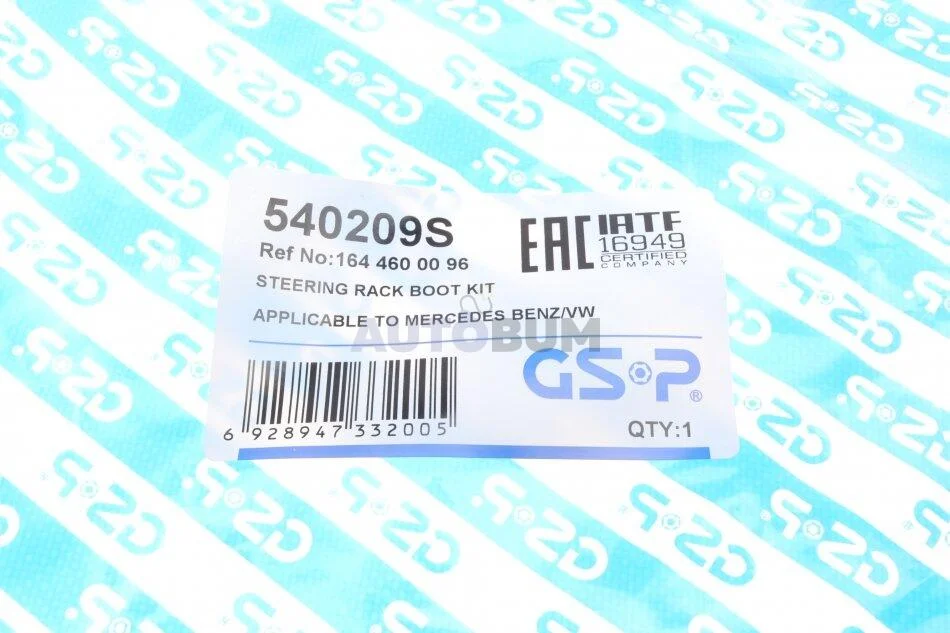 540209S
Ref No:164 460 00 96
STEERING RACK BOOT KIT
APPLICABLE TO MERCEDES BENZ/VW
EAC
IATF
16949
CERTIFIED
COMPANY
AUTOBUM
GSP®
6 928947 332005
QTY:1